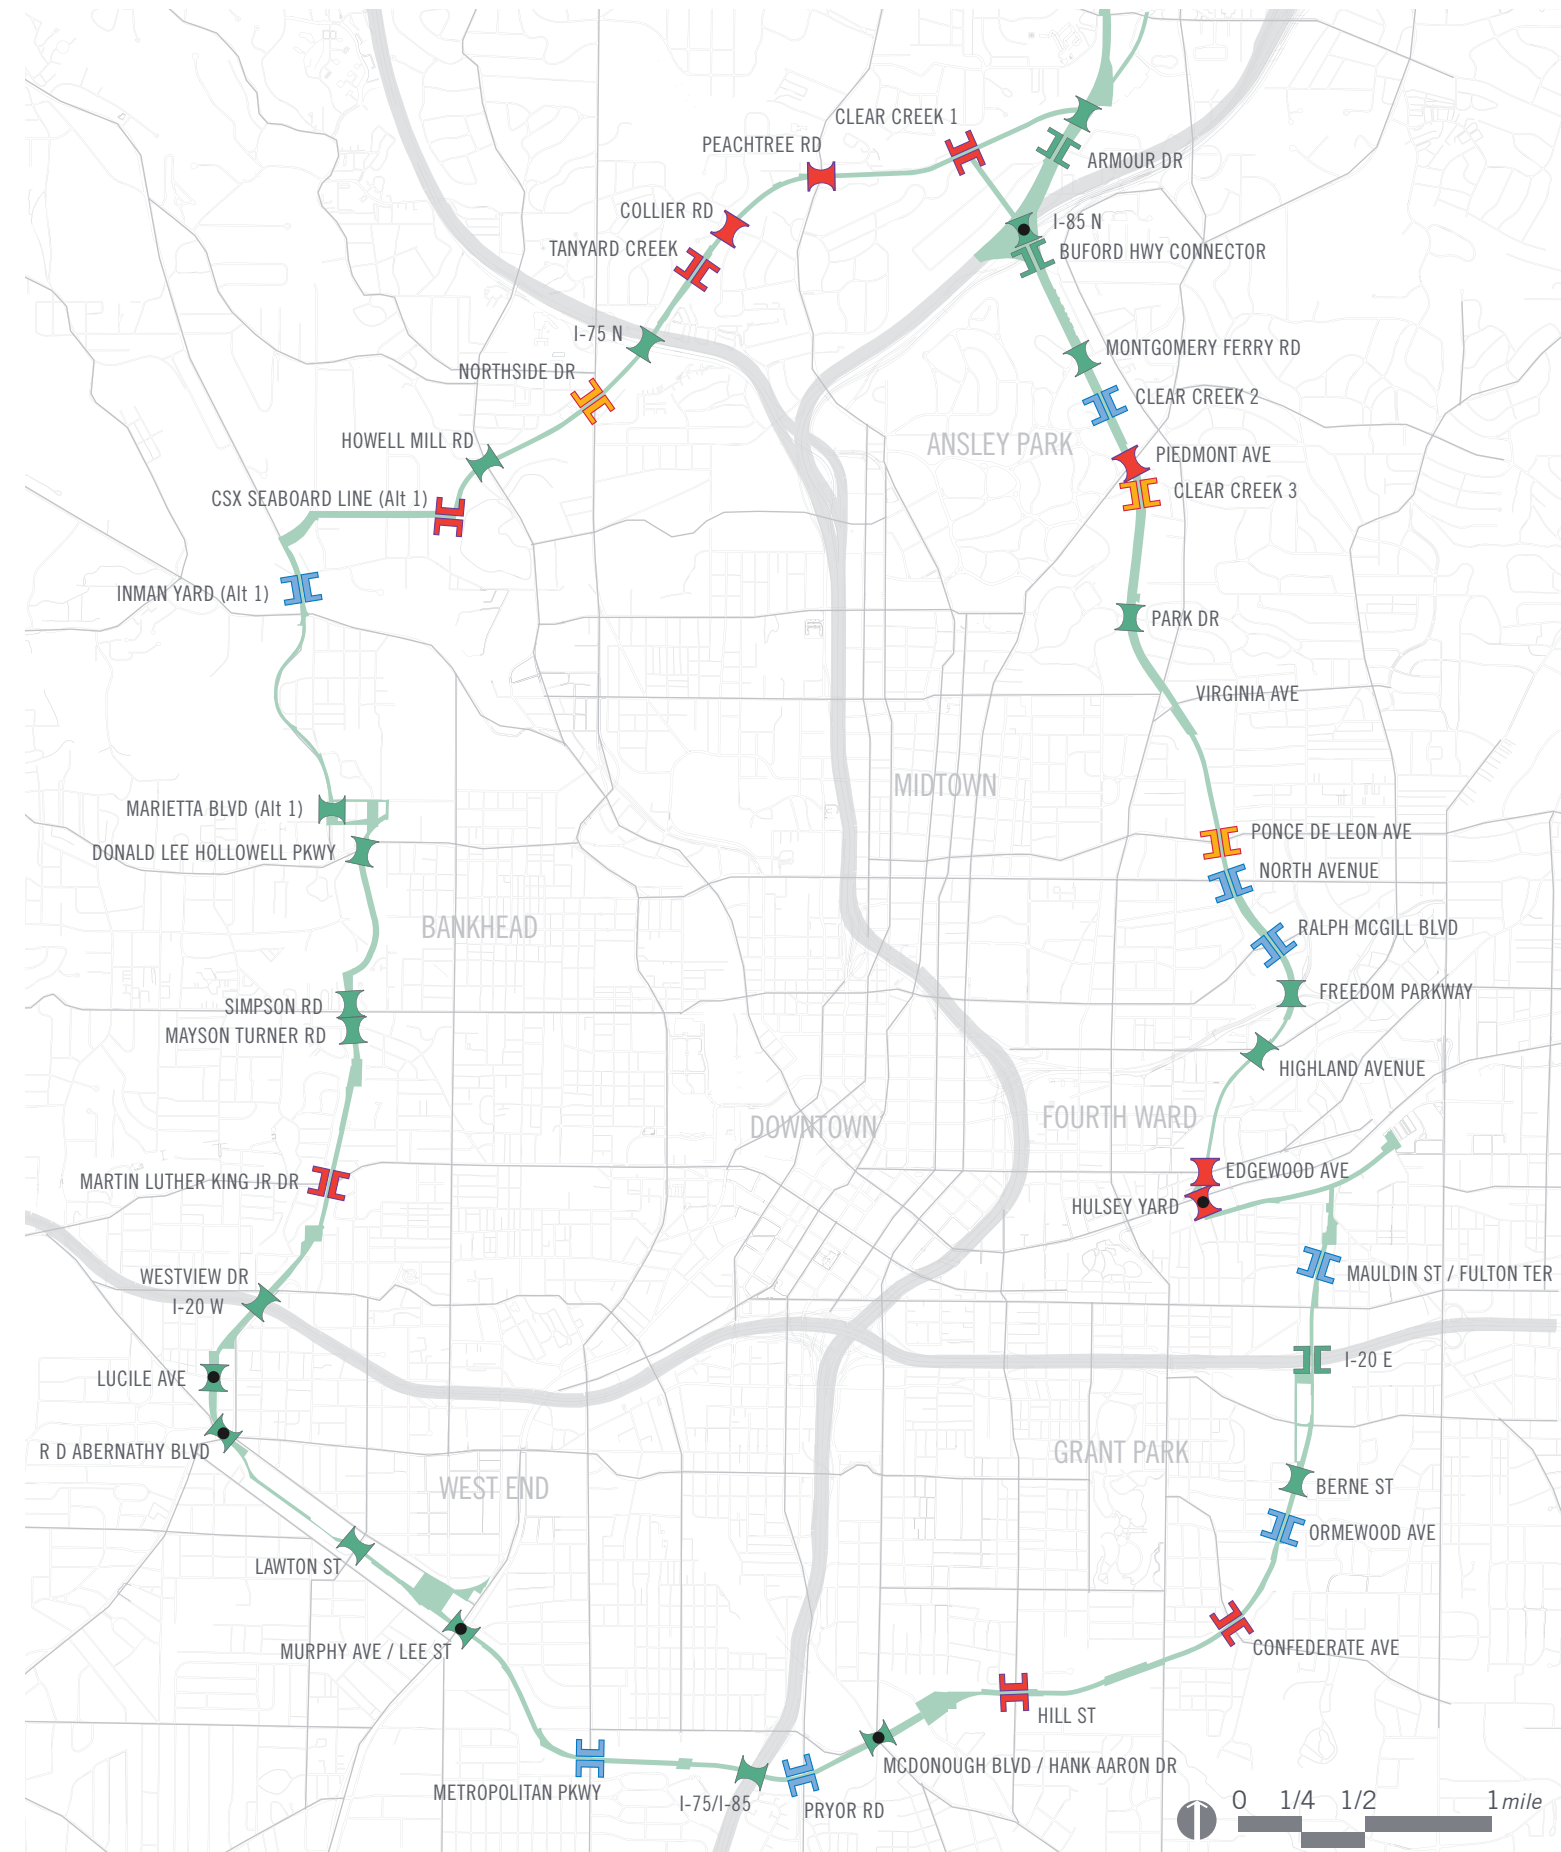 CLEAR CREEK 1
PEACHTREE RD
ARMOUR DR
COLLIER RD
I-85 N
TANYARD CREEK
BUFORD HWY CONNECTOR
I-75 N
MONTGOMERY FERRY RD
NORTHSIDE DR
CLEAR CREEK 2
HOWELL MILL RD
ANSLEY PARK
PIEDMONT AVE
CSX SEABOARD LINE (Alt 1)
CLEAR CREEK 3
INMAN YARD (Alt 1)
PARK DR
VIRGINIA AVE
MIDTOWN
MARIETTA BLVD (Alt 1)
PONCE DE LEON AVE
DONALD LEE HOLLOWELL PKWY
NORTH AVENUE
BANKHEAD
RALPH MCGILL BLVD
FREEDOM PARKWAY
SIMPSON RD
MAYSON TURNER RD
HIGHLAND AVENUE
FOURTH WARD
DOWNTOWN
EDGEWOOD AVE
MARTIN LUTHER KING JR DR
HULSEY YARD
MAULDIN ST / FULTON TER
WESTVIEW DR
I-20 W
I-20 E
LUCILE AVE
R D ABERNATHY BLVD
GRANT PARK
WEST END
BERNE ST
ORMEWOOD AVE
LAWTON ST
CONFEDERATE AVE
MURPHY AVE / LEE ST
HILL ST
MCDONOUGH BLVD / HANK AARON DR
METROPOLITAN PKWY
I-75/I-85
PRYOR RD
0 1/4 1/2 1 mile